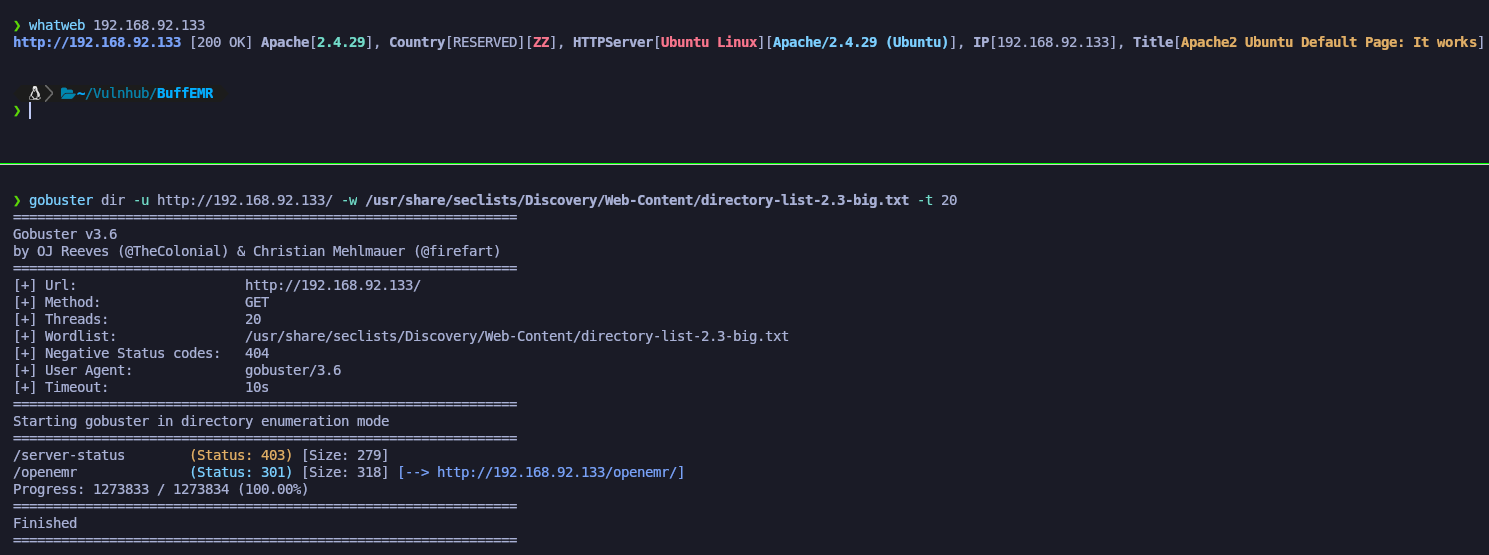 ❯ whatweb 192.168.92.133
http://192.168.92.133 [200 OK] Apache[2.4.29], Country[RESERVED][ZZ], HTTPServer[Ubuntu Linux][Apache/2.4.29 (Ubuntu)], IP[192.168.92.133], Title[Apache2 Ubuntu Default Page: It works]
~/Vulnhub/BuffEMR
❯
❯ gobuster dir -u http://192.168.92.133/ -w /usr/share/seclists/Discovery/Web-Content/directory-list-2.3-big.txt -t 20
===============================================================
Gobuster v3.6
by OJ Reeves (@TheColonial) & Christian Mehlmauer (@firefart)
===============================================================
[+] Url:                     http://192.168.92.133/
[+] Method:                  GET
[+] Threads:                 20
[+] Wordlist:                /usr/share/seclists/Discovery/Web-Content/directory-list-2.3-big.txt
[+] Negative Status codes:   404
[+] User Agent:              gobuster/3.6
[+] Timeout:                 10s
===============================================================
Starting gobuster in directory enumeration mode
===============================================================
/server-status        (Status: 403) [Size: 279]
/openemr              (Status: 301) [Size: 318] [--> http://192.168.92.133/openemr/]
Progress: 1273833 / 1273834 (100.00%)
===============================================================
Finished
===============================================================